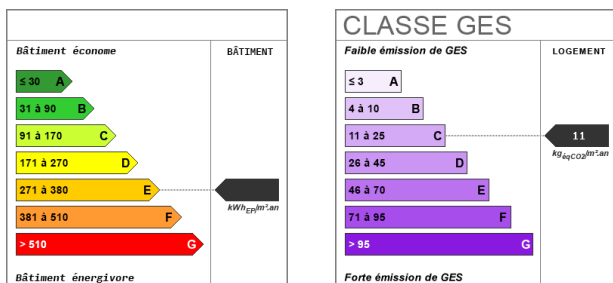 Bâtiment économe
BÂTIMENT
≤ 30 A
31 à 90 B
91 à 170 C
171 à 270 D
271 à 380 E
kWhEP/m².an
381 à 510 F
> 510 G
Bâtiment énergivore
CLASSE GES
Faible émission de GES
LOGEMENT
≤ 3 A
4 à 10 B
11 à 25 C
11
kgéqCO2/m².an
26 à 45 D
46 à 70 E
71 à 95 F
> 95 G
Forte émission de GES